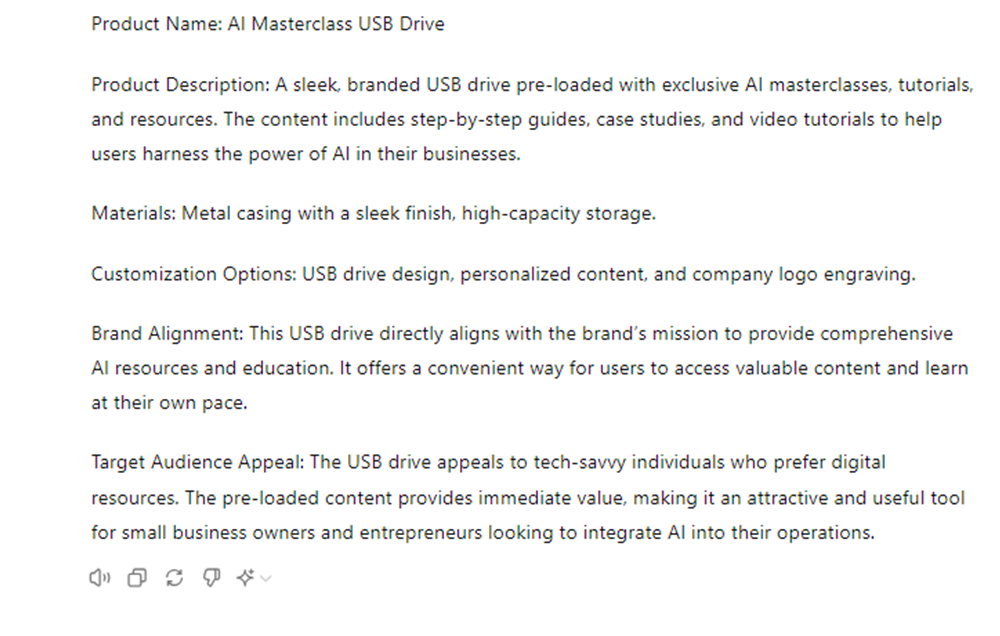 Product Name: AI Masterclass USB Drive
Product Description: A sleek, branded USB drive pre-loaded with exclusive AI masterclasses, tutorials,
and resources. The content includes step-by-step guides, case studies, and video tutorials to help
users harness the power of AI in their businesses.
Materials: Metal casing with a sleek finish, high-capacity storage.
Customization Options: USB drive design, personalized content, and company logo engraving.
Brand Alignment: This USB drive directly aligns with the brand’s mission to provide comprehensive
AI resources and education. It offers a convenient way for users to access valuable content and learn
at their own pace.
Target Audience Appeal: The USB drive appeals to tech-savvy individuals who prefer digital
resources. The pre-loaded content provides immediate value, making it an attractive and useful tool
for small business owners and entrepreneurs looking to integrate AI into their operations.